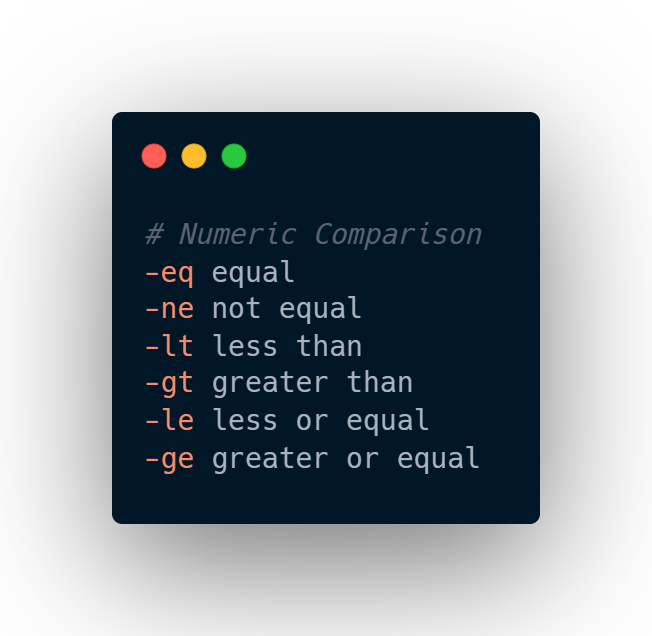 # Numeric Comparison
-eq equal
-ne not equal
-lt less than
-gt greater than
-le less or equal
-ge greater or equal